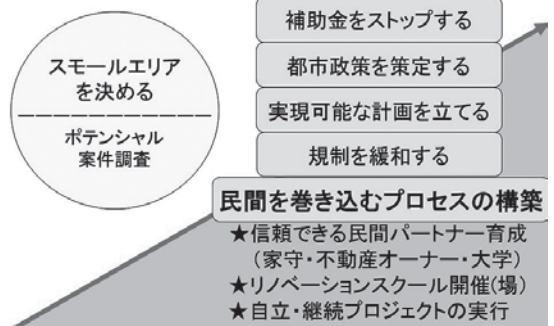 スモールエリア
を決める
ポテンシャル
案件調査
補助金をストップする
都市政策を策定する
実現可能な計画を立てる
規制を緩和する
民間を巻き込むプロセスの構築
★信頼できる民間パートナー育成
(家守・不動産オーナー・大学)
★リノベーションスクール開催(場)
★自立・継続プロジェクトの実行